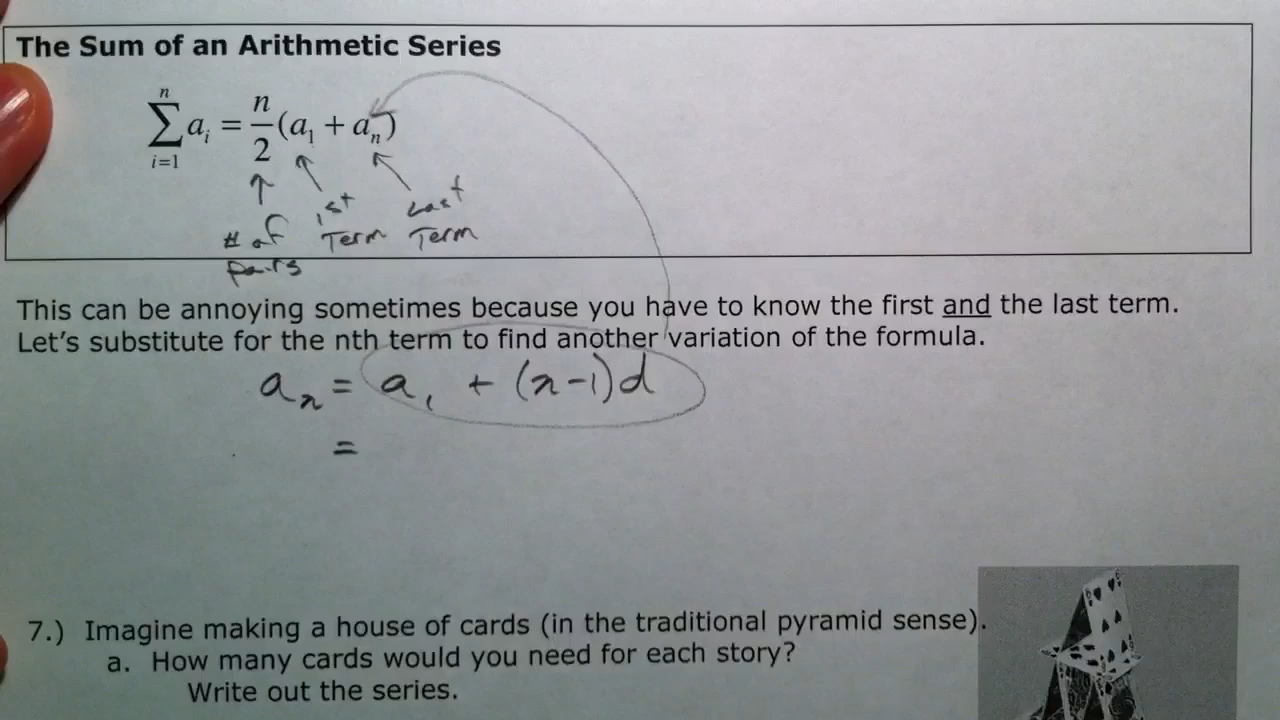 The Sum of an Arithmetic Series
n
∑ aᵢ = n/2 (a₁ + aₙ)
i=1
1st Last
# of Term Term
pairs
This can be annoying sometimes because you have to know the first and the last term.
Let's substitute for the nth term to find another variation of the formula.
aₙ = a₁ + (n-1)d
=
7.) Imagine making a house of cards (in the traditional pyramid sense).
a. How many cards would you need for each story?
Write out the series.